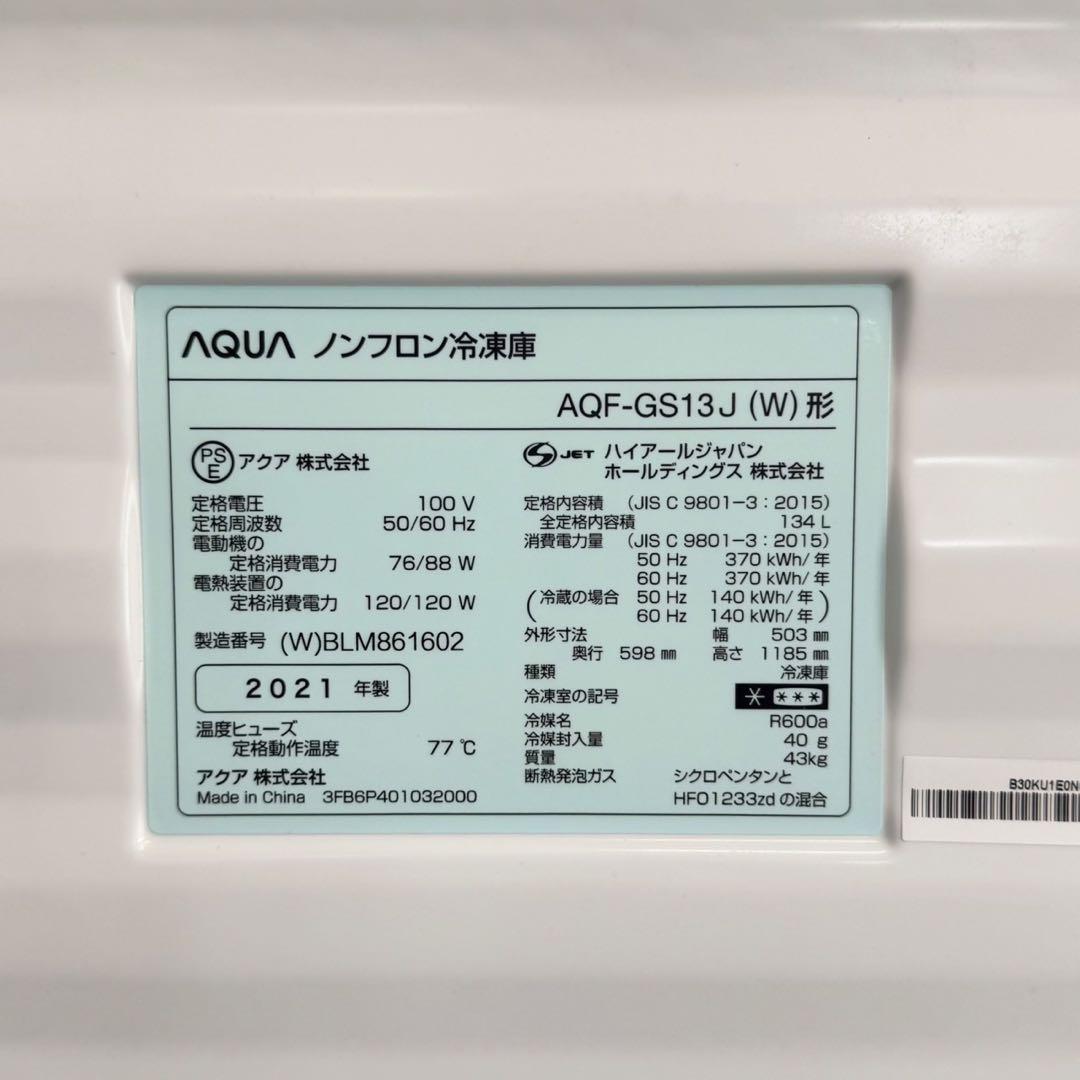 AQUA ノンフロン冷凍庫
AQF-GS13J (W) 形
PS E アクア 株式会社
定格電圧 100 V
定格周波数 50/60 Hz
電動機の
定格消費電力 76/88 W
電熱装置の
定格消費電力 120/120 W
製造番号 (W)BLM861602
2021 年製
温度ヒューズ
定格動作温度 77 ℃
アクア 株式会社
Made in China 3FB6P401032000
JET ハイアールジャパン
ホールディングス 株式会社
定格内容積 (JIS C 9801-3:2015)
全定格内容積 134 L
消費電力量 (JIS C 9801-3:2015)
50 Hz 370 kWh/年
60 Hz 370 kWh/年
(冷蔵の場合 50 Hz 140 kWh/年
60 Hz 140 kWh/年)
外形寸法 幅 503 ㎜
奥行 598 ㎜ 高さ 1185 ㎜
種類 冷凍庫
冷凍室の記号 * ***
冷媒名 R600a
冷媒封入量 40 g
質量 43kg
断熱発泡ガス シクロペンタンと
HFO1233zd の混合
B30KU1E0N